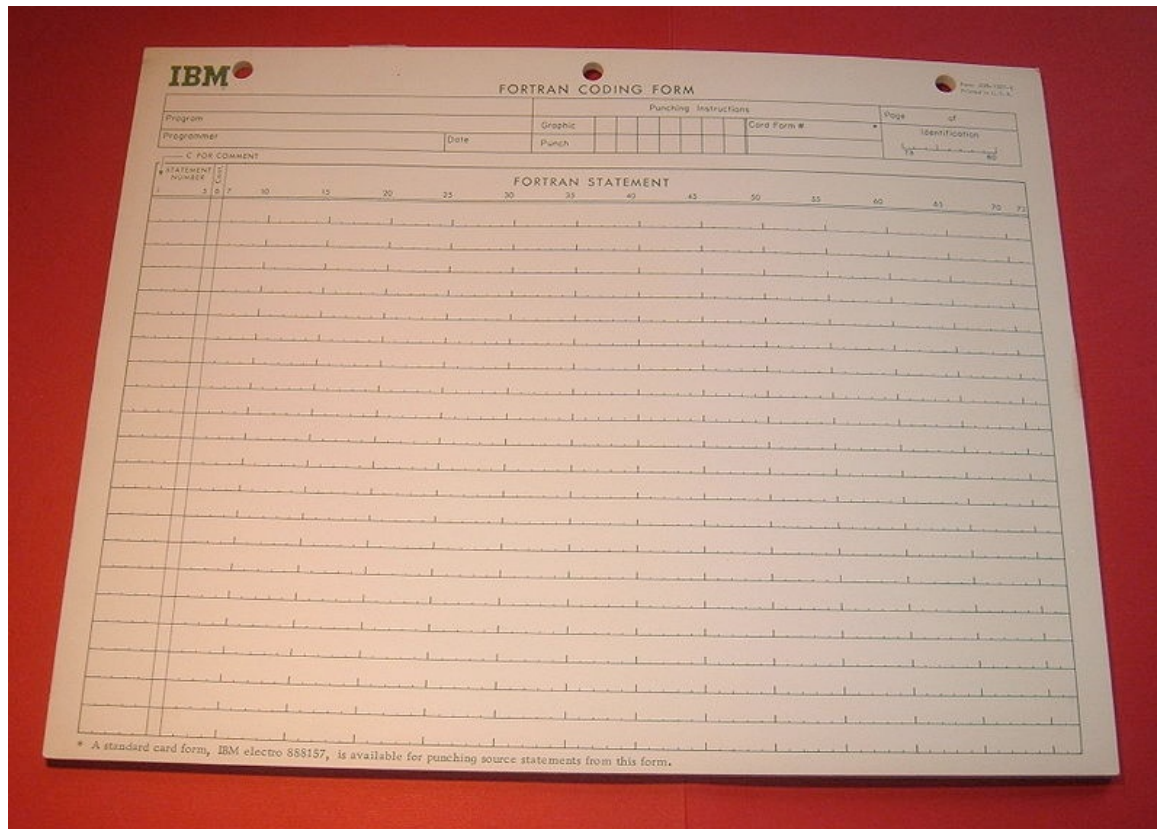 IBM
FORTRAN CODING FORM
Printed in U.S.A.
Program
Punching Instructions
Page of
Graphic
Card Form #
*
Identification
Programmer
Date
Punch
73 80
C FOR COMMENT
* STATEMENT NUMBER
Cont.
FORTRAN STATEMENT
1 5 6 7 10 15 20 25 30 35 40 45 50 55 60 65 70 72
* A standard card form, IBM electro 888157, is available for punching source statements from this form.